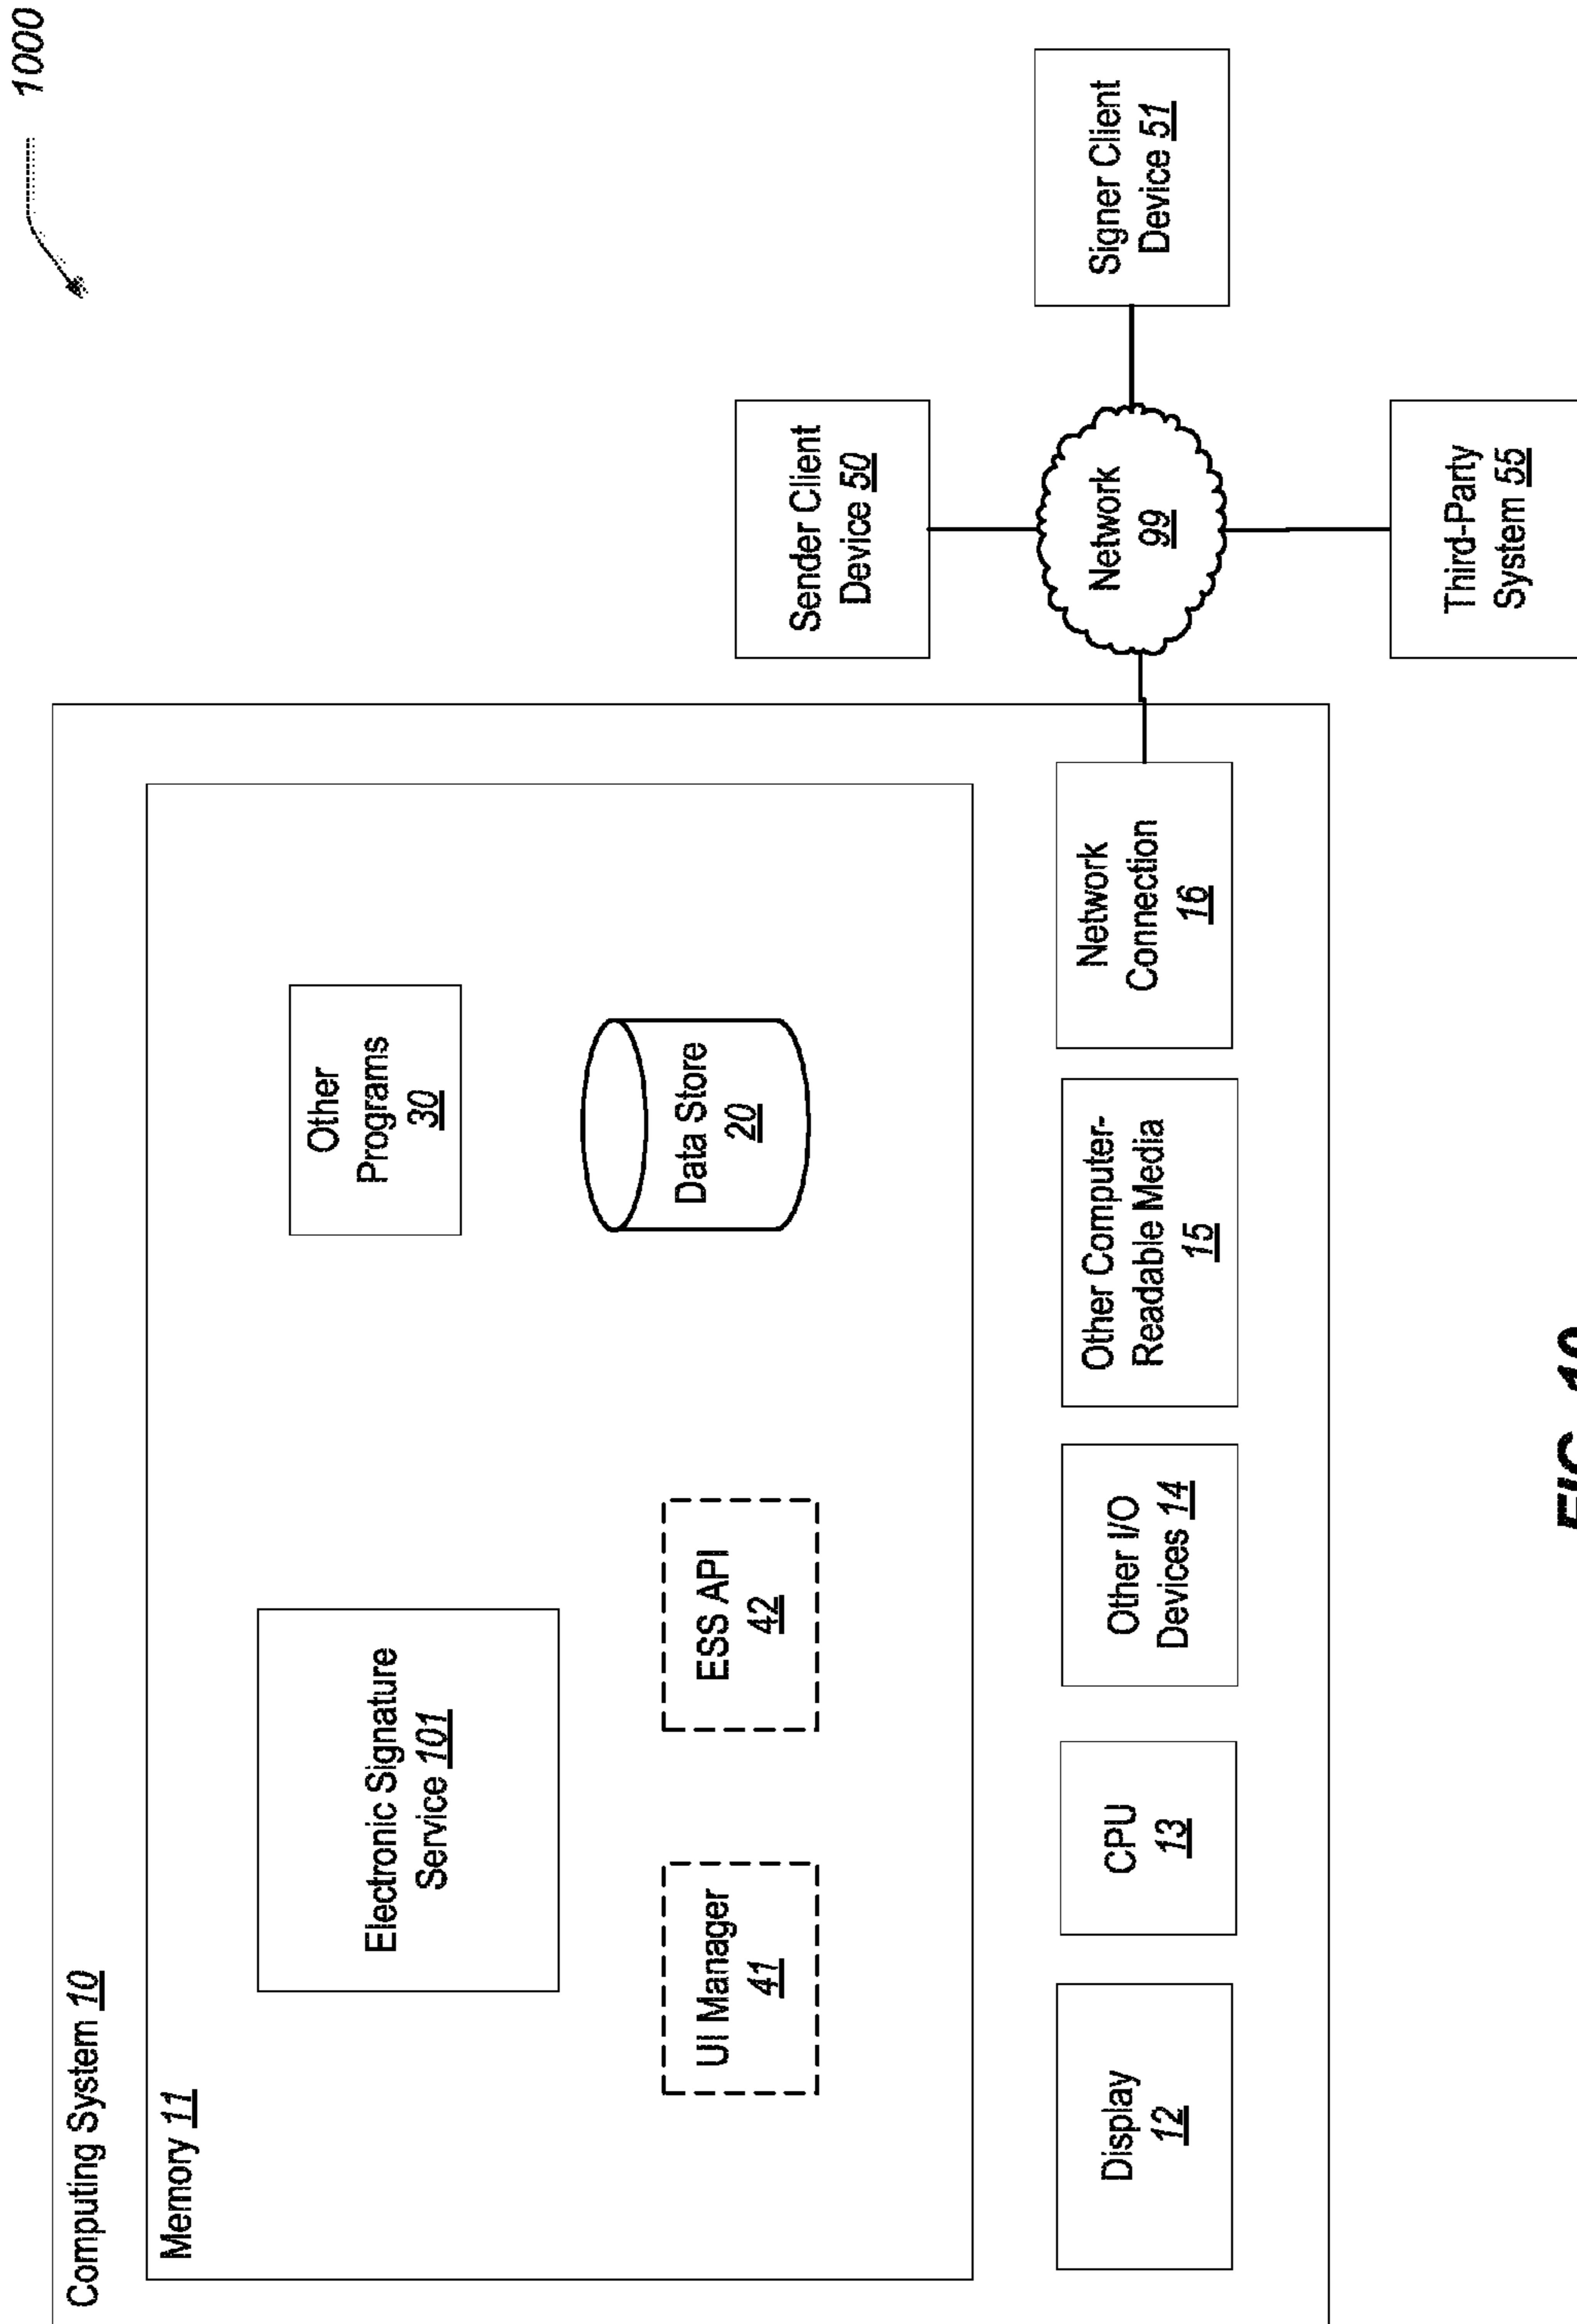 1000
Computing System 10
Memory 11
Electronic Signature
Service 101
Other
Programs
30
UI Manager
41
ESS API
42
Data Store
20
Display
12
CPU
13
Other I/O
Devices 14
Other Computer-
Readable Media
15
Network
Connection
16
Sender Client
Device 50
Network
99
Signer Client
Device 51
Third-Party
System 55